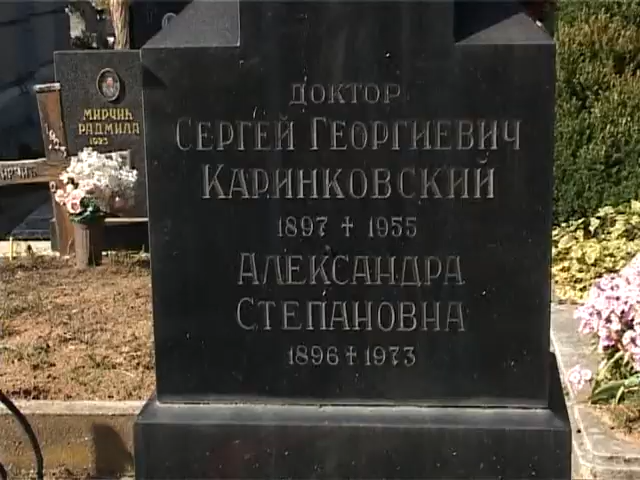 ДОКТОР
СЕРГЕЙ ГЕОРГИЕВИЧ
КАРИНКОВСКИЙ
1897 + 1955
АЛЕКСАНДРА
СТЕПАНОВНА
1896 + 1973
МИРЧИЋ
РАДМИЛА